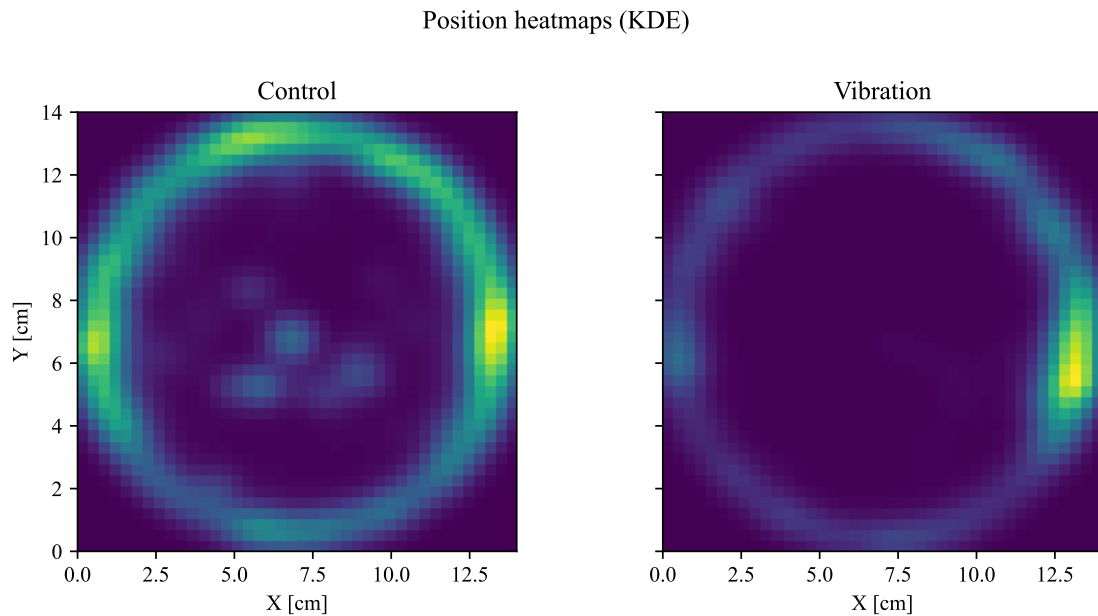 Position heatmaps (KDE)
Control
Vibration
14
12
10
8
6
4
2
0
Y [cm]
0.0 2.5 5.0 7.5 10.0 12.5
0.0 2.5 5.0 7.5 10.0 12.5
X [cm]
X [cm]